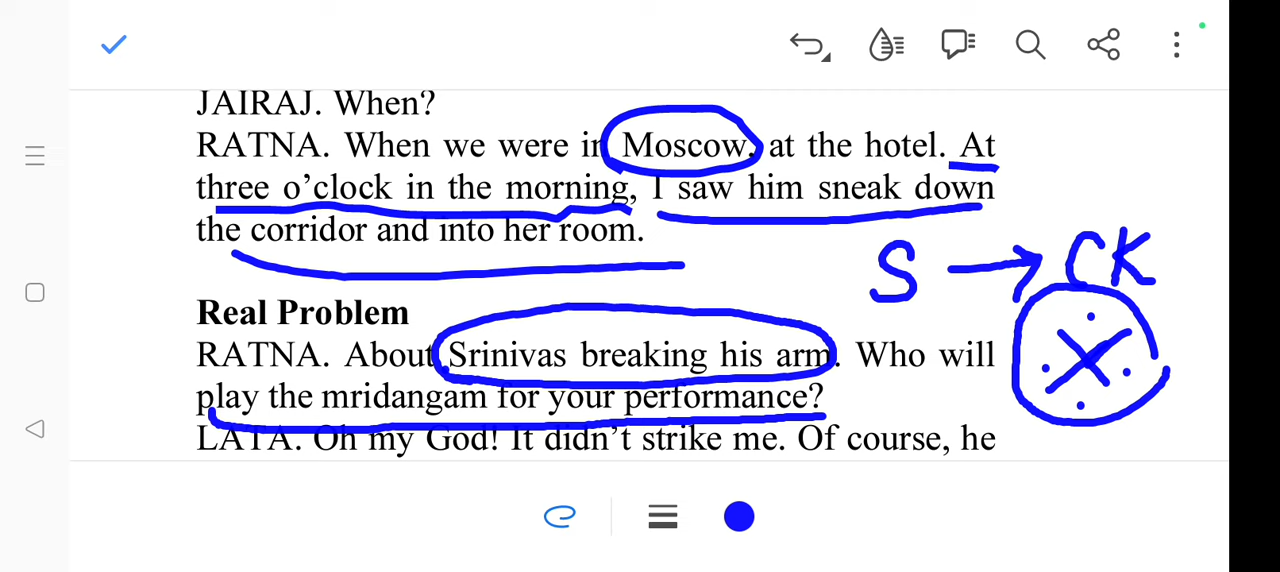 JAIRAJ. When?
RATNA. When we were in Moscow, at the hotel. At
three o’clock in the morning, I saw him sneak down
the corridor and into her room.
S → CK
Real Problem
RATNA. About Srinivas breaking his arm. Who will
play the mridangam for your performance?
LATA. Oh my God! It didn’t strike me. Of course, he